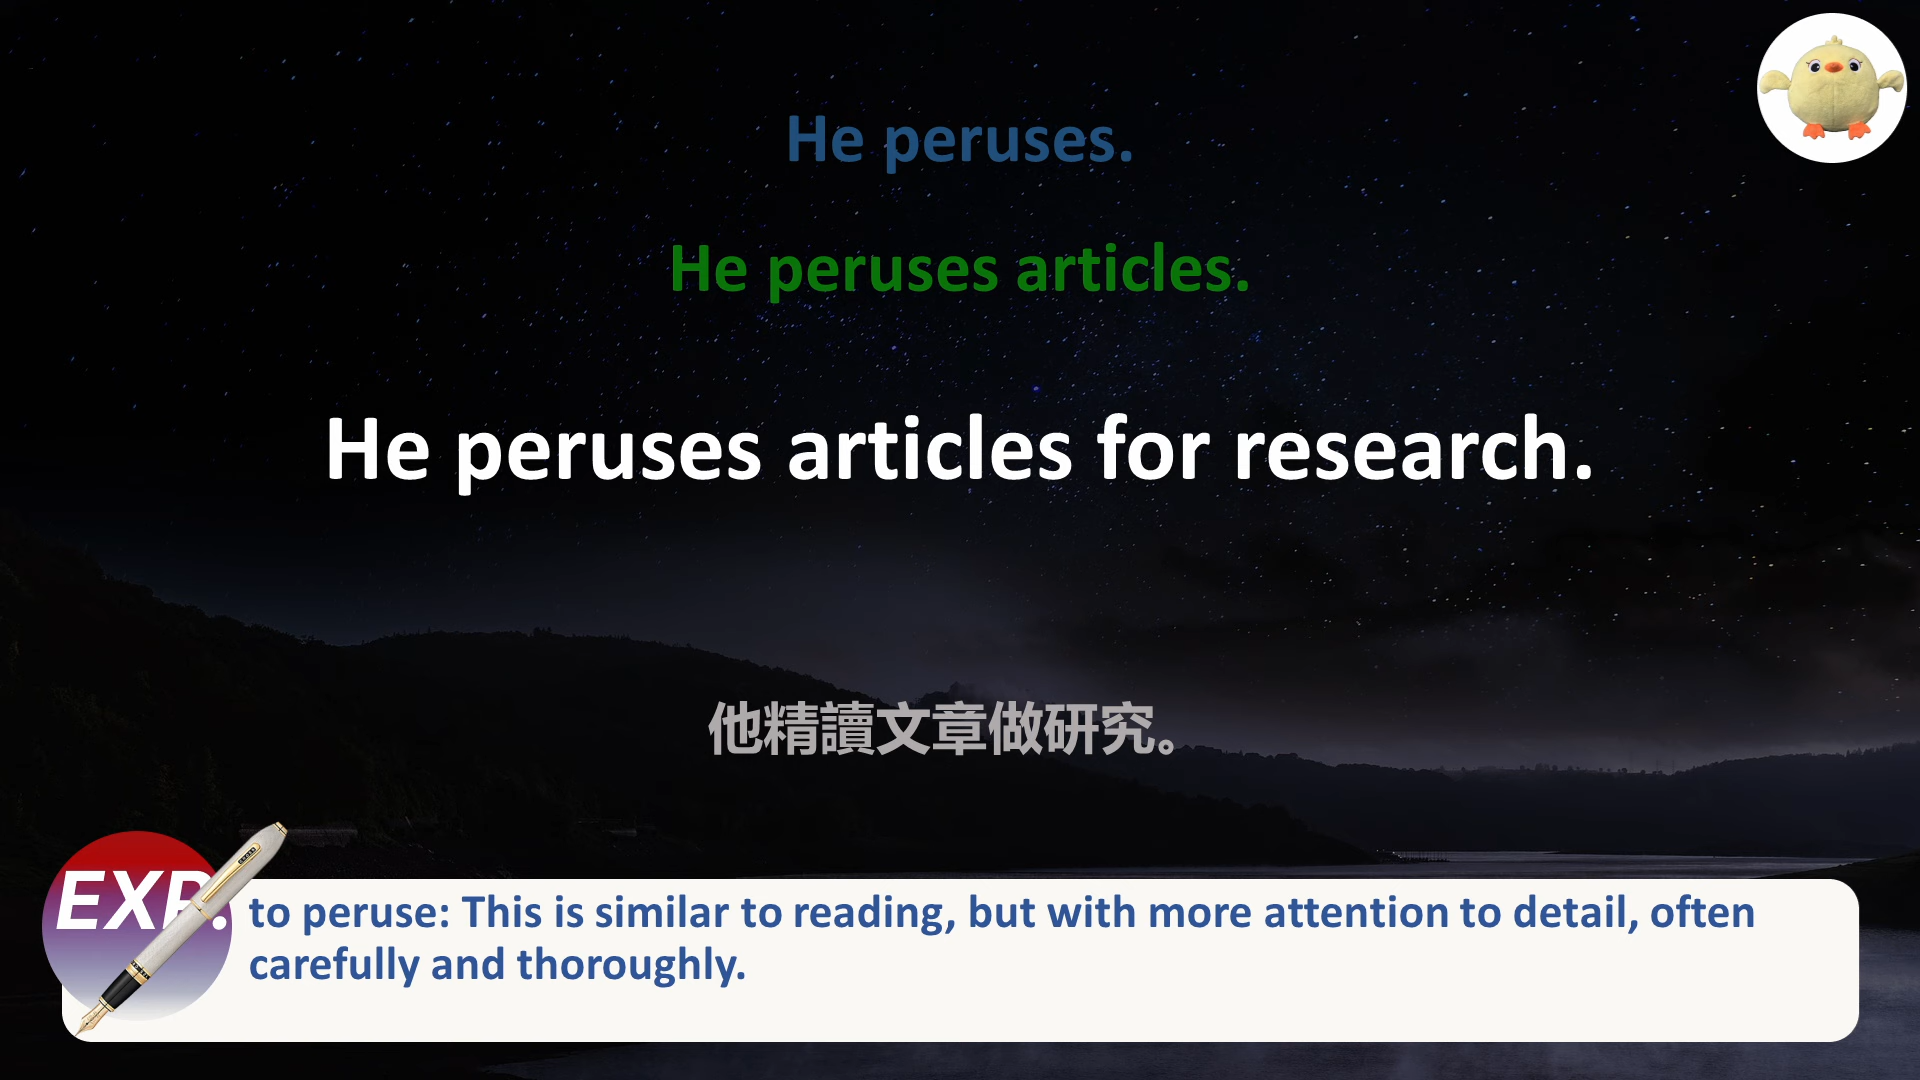 He peruses.
He peruses articles.
He peruses articles for research.
他精讀文章做研究。
EXP.
to peruse: This is similar to reading, but with more attention to detail, often
carefully and thoroughly.